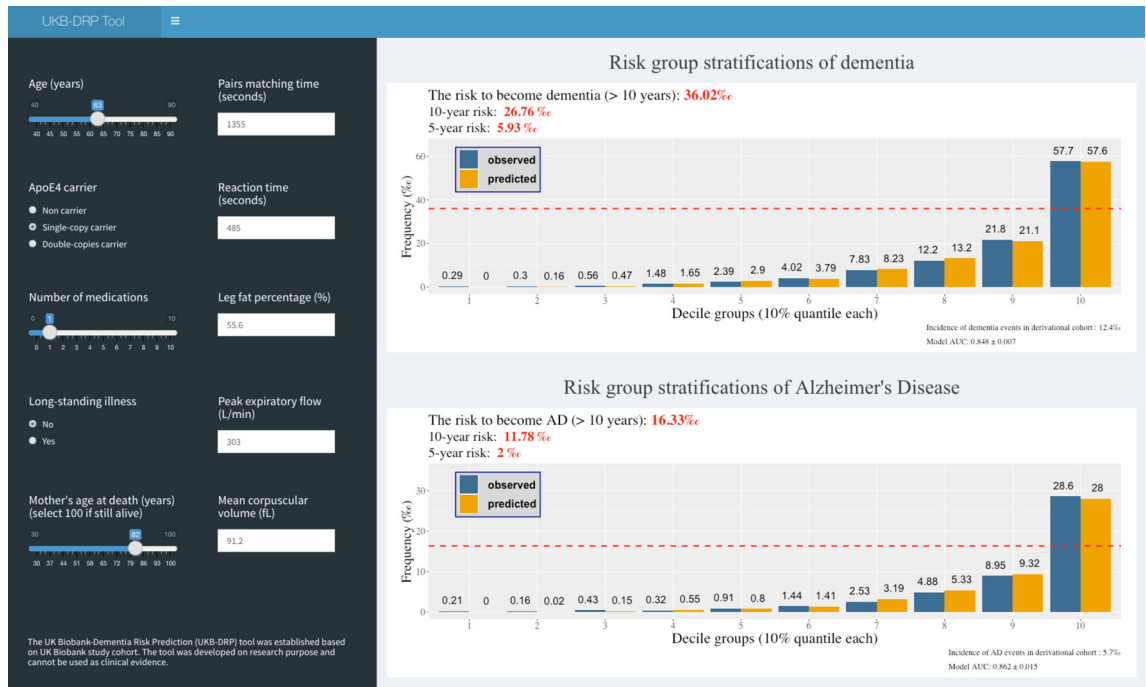 UKB-DRP Tool
Age (years)
40 63 90
40 45 50 55 60 65 70 75 80 85 90
Pairs matching time
(seconds)
1355
ApoE4 carrier
Non carrier
Single-copy carrier
Double-copies carrier
Reaction time
(seconds)
485
Number of medications
0 1 10
0 1 2 3 4 5 6 7 8 9 10
Leg fat percentage (%)
55.6
Long-standing illness
No
Yes
Peak expiratory flow
(L/min)
303
Mother's age at death (years)
(select 100 if still alive)
30 82 100
30 37 44 51 58 65 72 79 86 93 100
Mean corpuscular
volume (fL)
91.2
The UK Biobank-Dementia Risk Prediction (UKB-DRP) tool was established based
on UK Biobank study cohort. The tool was developed on research purpose and
cannot be used as clinical evidence.
Risk group stratifications of dementia
The risk to become dementia (> 10 years): 36.02‰
10-year risk: 26.76 ‰
5-year risk: 5.93 ‰
observed
predicted
Frequency (‰)
60
40
20
0
0.29 0 0.3 0.16 0.56 0.47 1.48 1.65 2.39 2.9 4.02 3.79 7.83 8.23 12.2 13.2 21.8 21.1 57.7 57.6
1 2 3 4 5 6 7 8 9 10
Decile groups (10% quantile each)
Incidence of dementia events in derivational cohort : 12.4‰
Model AUC: 0.848 ± 0.007
Risk group stratifications of Alzheimer's Disease
The risk to become AD (> 10 years): 16.33‰
10-year risk: 11.78 ‰
5-year risk: 2 ‰
observed
predicted
Frequency (‰)
30
20
10
0
0.21 0 0.16 0.02 0.43 0.15 0.32 0.55 0.91 0.8 1.44 1.41 2.53 3.19 4.88 5.33 8.95 9.32 28.6 28
1 2 3 4 5 6 7 8 9 10
Decile groups (10% quantile each)
Incidence of AD events in derivational cohort : 5.7‰
Model AUC: 0.862 ± 0.015